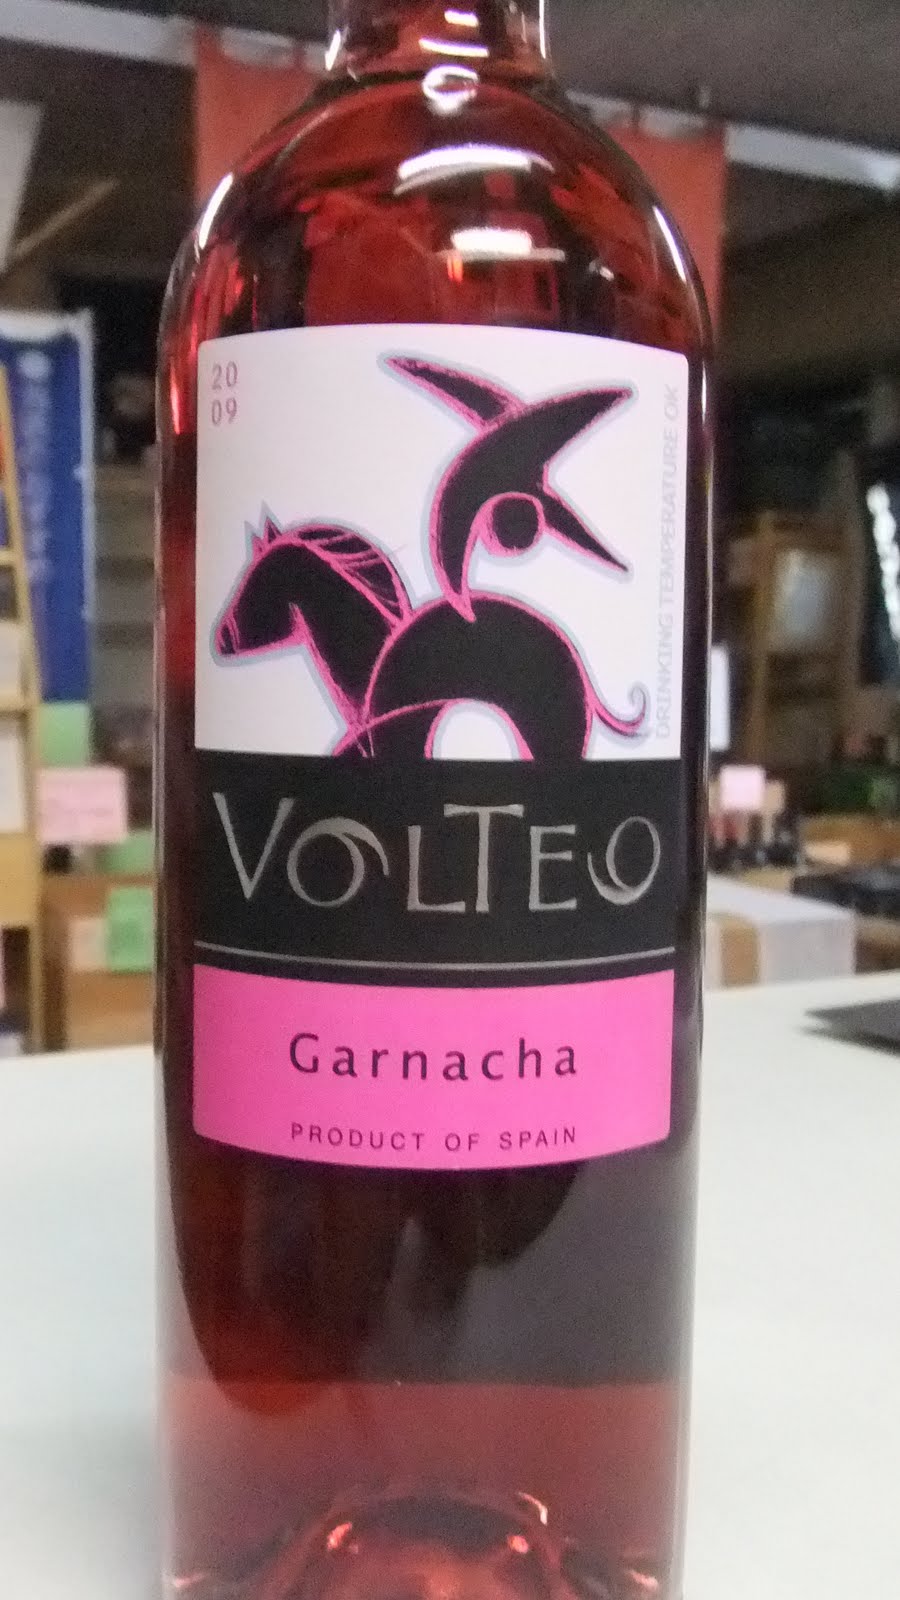 20
09
DRINKING TEMPERATURE OK
VOLTEO
Garnacha
PRODUCT OF SPAIN